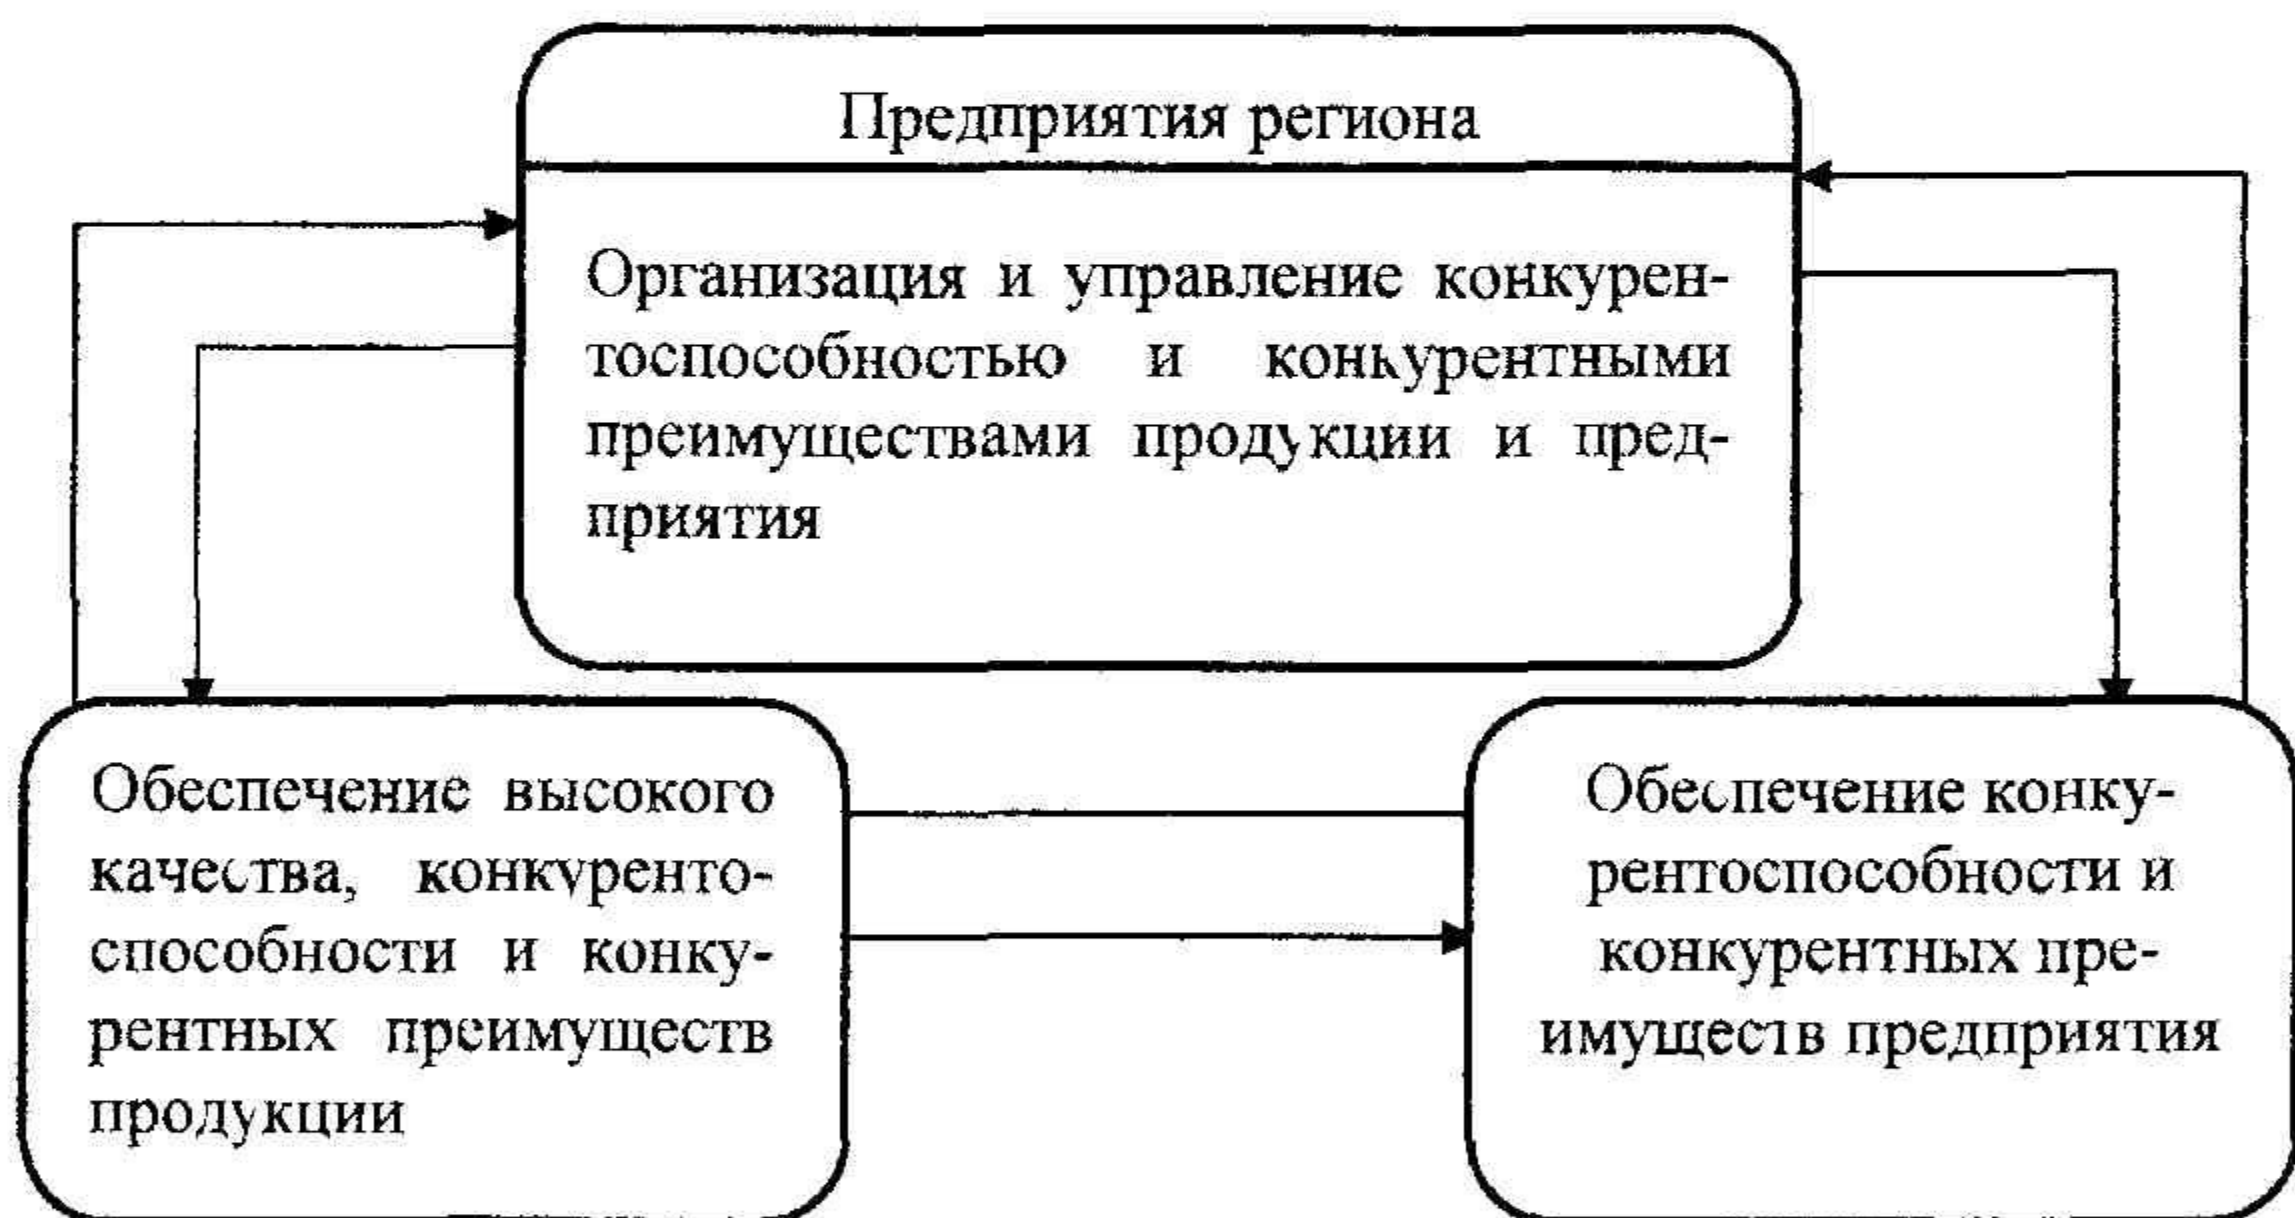 Предприятия региона
Организация и управление конкурен-
тоспособностью и конкурентными
преимуществами продукции и пред-
приятия
Обеспечение высокого
качества, конкуренто-
способности и конку-
рентных преимуществ
продукции
Обеспечение конку-
рентоспособности и
конкурентных пре-
имуществ предприятия